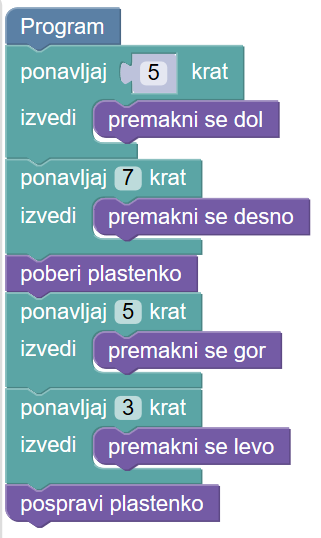 Program
ponavljaj 5 krat
izvedi premakni se dol
ponavljaj 7 krat
izvedi premakni se desno
poberi plastenko
ponavljaj 5 krat
izvedi premakni se gor
ponavljaj 3 krat
izvedi premakni se levo
pospravi plastenko